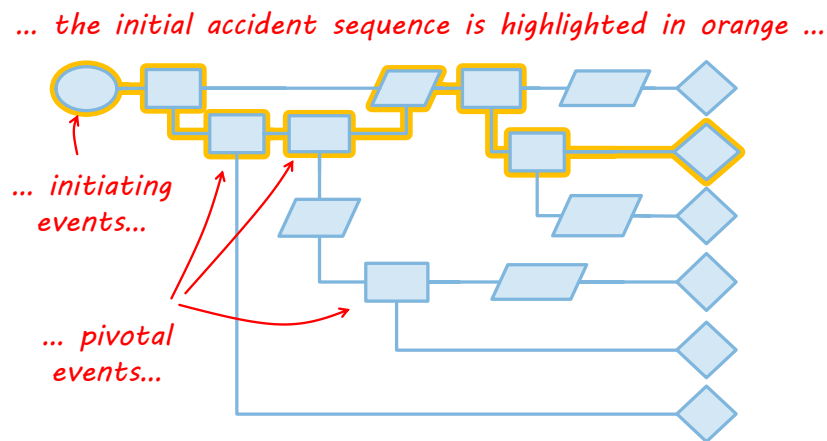 ... the initial accident sequence is highlighted in orange ...
... initiating
events...
... pivotal
events...